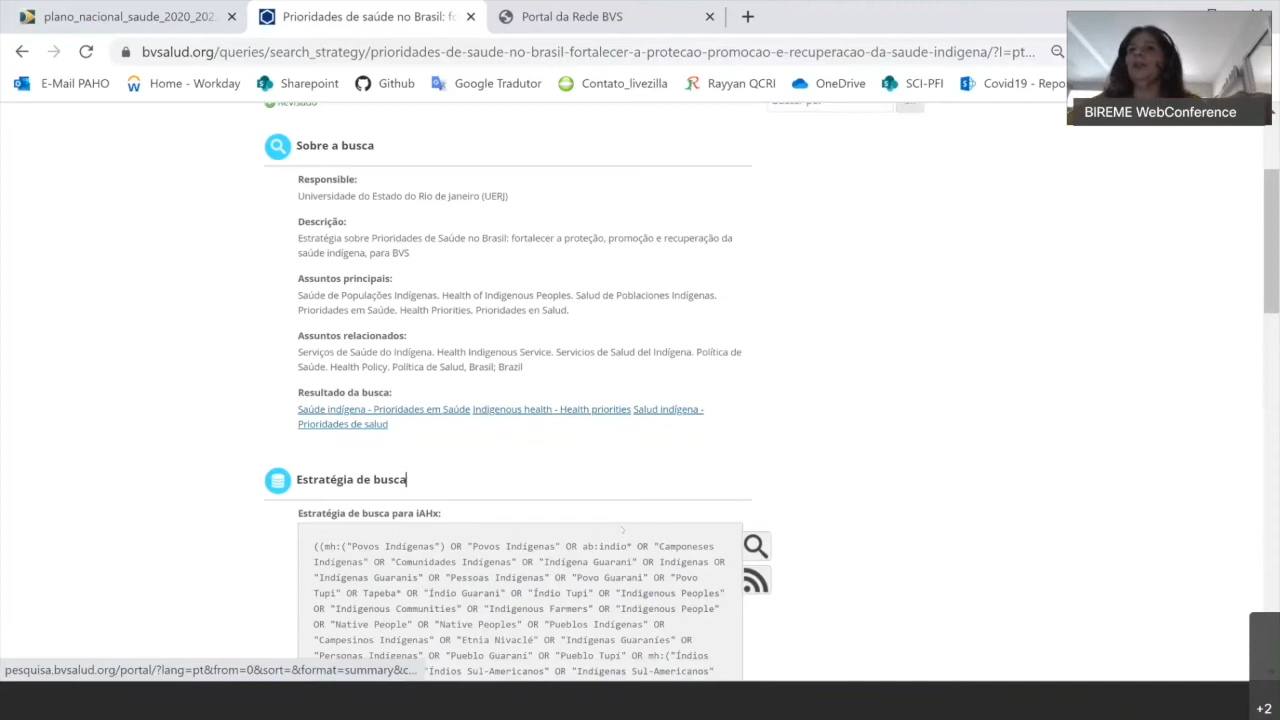 plano_nacional_saude_2020_202
Prioridades de saúde no Brasil: fo
Portal da Rede BVS
bvsalud.org/queries/search_strategy/prioridades-de-saude-no-brasil-fortalecer-a-protecao-promocao-e-recuperacao-da-saude-indigena/?l=pt...
E-Mail PAHO
Home - Workday
Sharepoint
Github
Google Tradutor
Contato_livezilla
Rayyan QCRI
OneDrive
SCI-PFI
Covid19 - Repo
BIREME WebConference
Revisado
Buscar por
Sobre a busca
Responsible:
Universidade do Estado do Rio de Janeiro (UERJ)
Descrição:
Estratégia sobre Prioridades de Saúde no Brasil: fortalecer a proteção, promoção e recuperação da
saúde indígena, para BVS
Assuntos principais:
Saúde de Populações Indígenas. Health of Indigenous Peoples. Salud de Poblaciones Indígenas.
Prioridades em Saúde. Health Priorities. Prioridades en Salud.
Assuntos relacionados:
Serviços de Saúde do Indígena. Health Indigenous Service. Servicios de Salud del Indígena. Política de
Saúde. Health Policy. Política de Salud, Brasil; Brazil
Resultado da busca:
Saúde indígena - Prioridades em Saúde Indigenous health - Health priorities Salud indígena -
Prioridades de salud
Estratégia de busca
Estratégia de busca para iAHx:
((mh:("Povos Indígenas") OR "Povos Indígenas" OR ab:indio* OR "Camponeses
Indígenas" OR "Comunidades Indígenas" OR "Indígena Guarani" OR Indígenas OR
"Indígenas Guaranis" OR "Pessoas Indígenas" OR "Povo Guarani" OR "Povo
Tupi" OR Tapeba* OR "Índio Guarani" OR "Índio Tupi" OR "Indigenous Peoples"
OR "Indigenous Communities" OR "Indigenous Farmers" OR "Indigenous People"
OR "Native People" OR "Native Peoples" OR "Pueblos Indígenas" OR
"Campesinos Indígenas" OR "Etnia Nivaclé" OR "Indígenas Guaraníes" OR
"Personas Indígenas" OR "Pueblo Guaraní" OR "Pueblo Tupí" OR mh:("Índios
Índios Sul-Americanos" OR "Indígenas Sul-Americanos"
pesquisa.bvsalud.org/portal/?lang=pt&from=0&sort=&format=summary&c...
+2